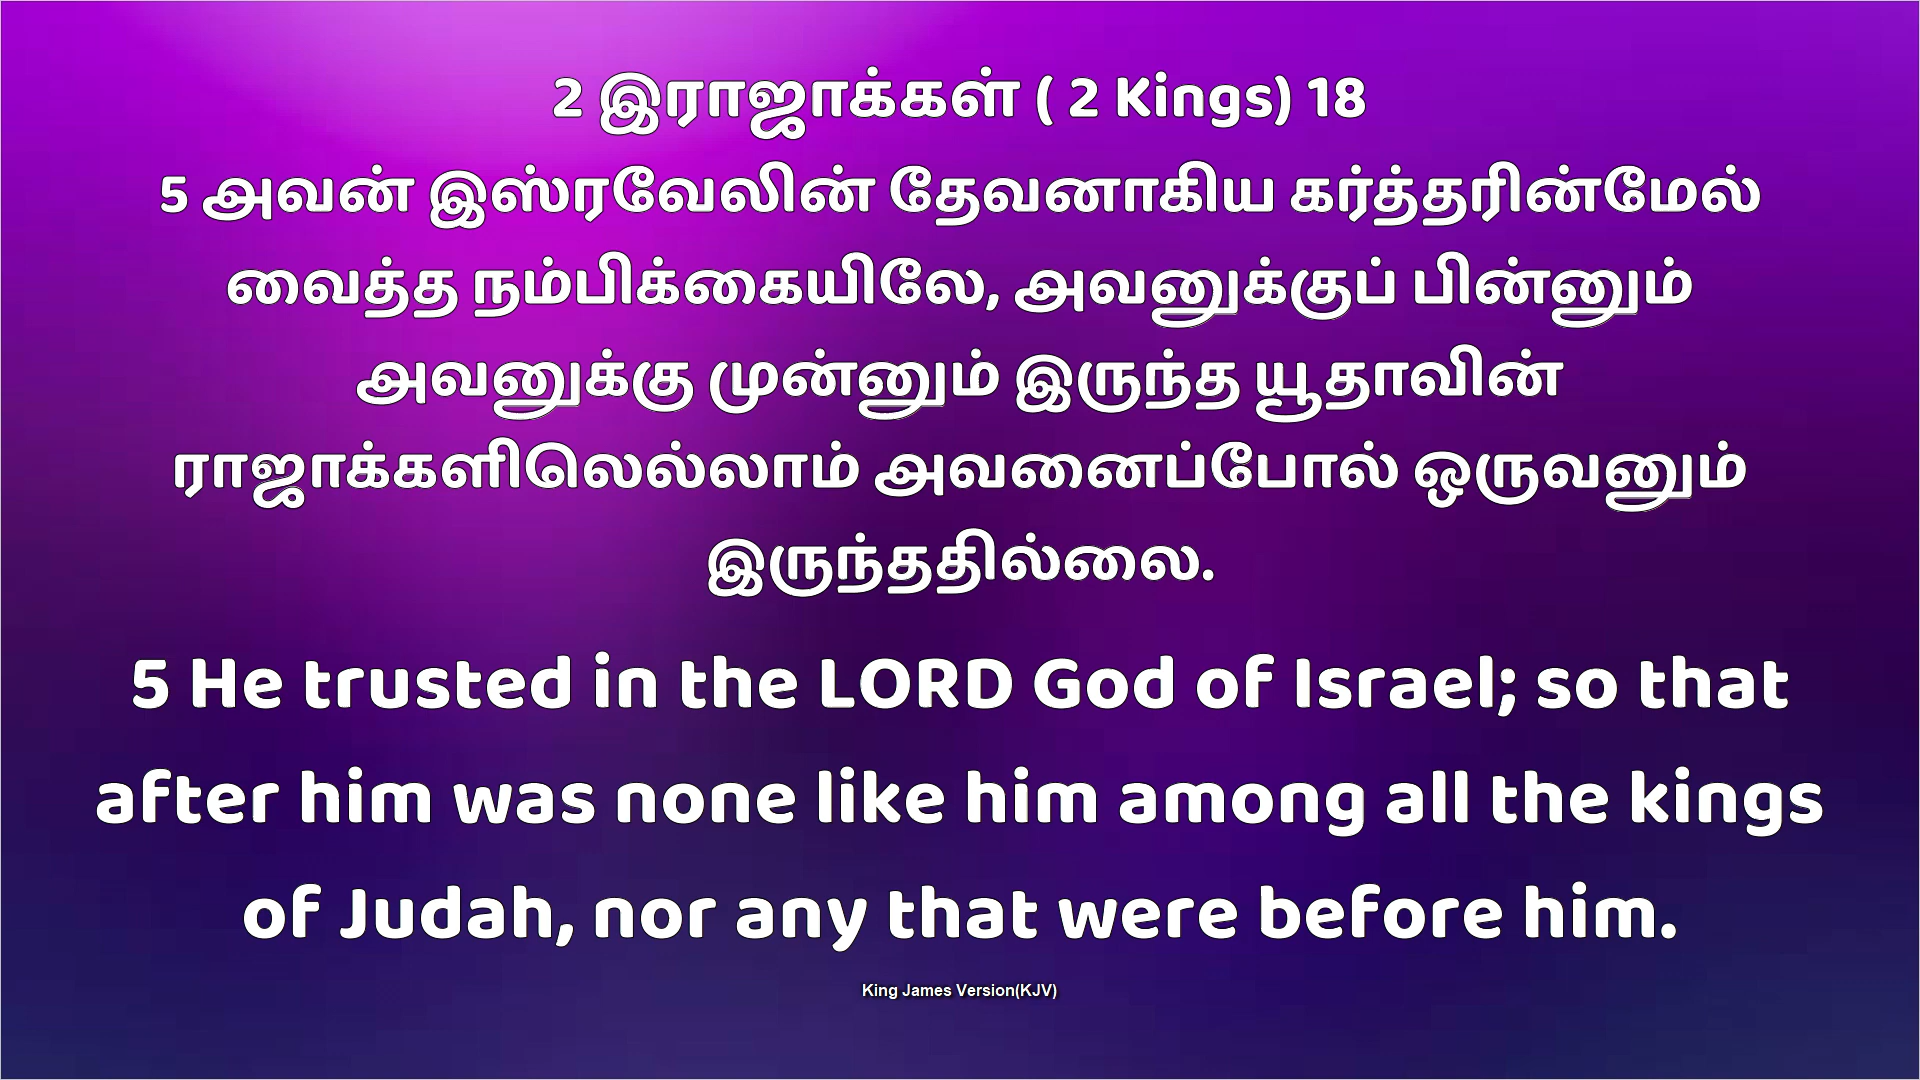 2 இராஜாக்கள் ( 2 Kings) 18
5 அவன் இஸ்ரவேலின் தேவனாகிய கர்த்தரின்மேல்
வைத்த நம்பிக்கையிலே, அவனுக்குப் பின்னும்
அவனுக்கு முன்னும் இருந்த யூதாவின்
ராஜாக்களிலெல்லாம் அவனைப்போல் ஒருவனும்
இருந்ததில்லை.
5 He trusted in the LORD God of Israel; so that
after him was none like him among all the kings
of Judah, nor any that were before him.
King James Version(KJV)